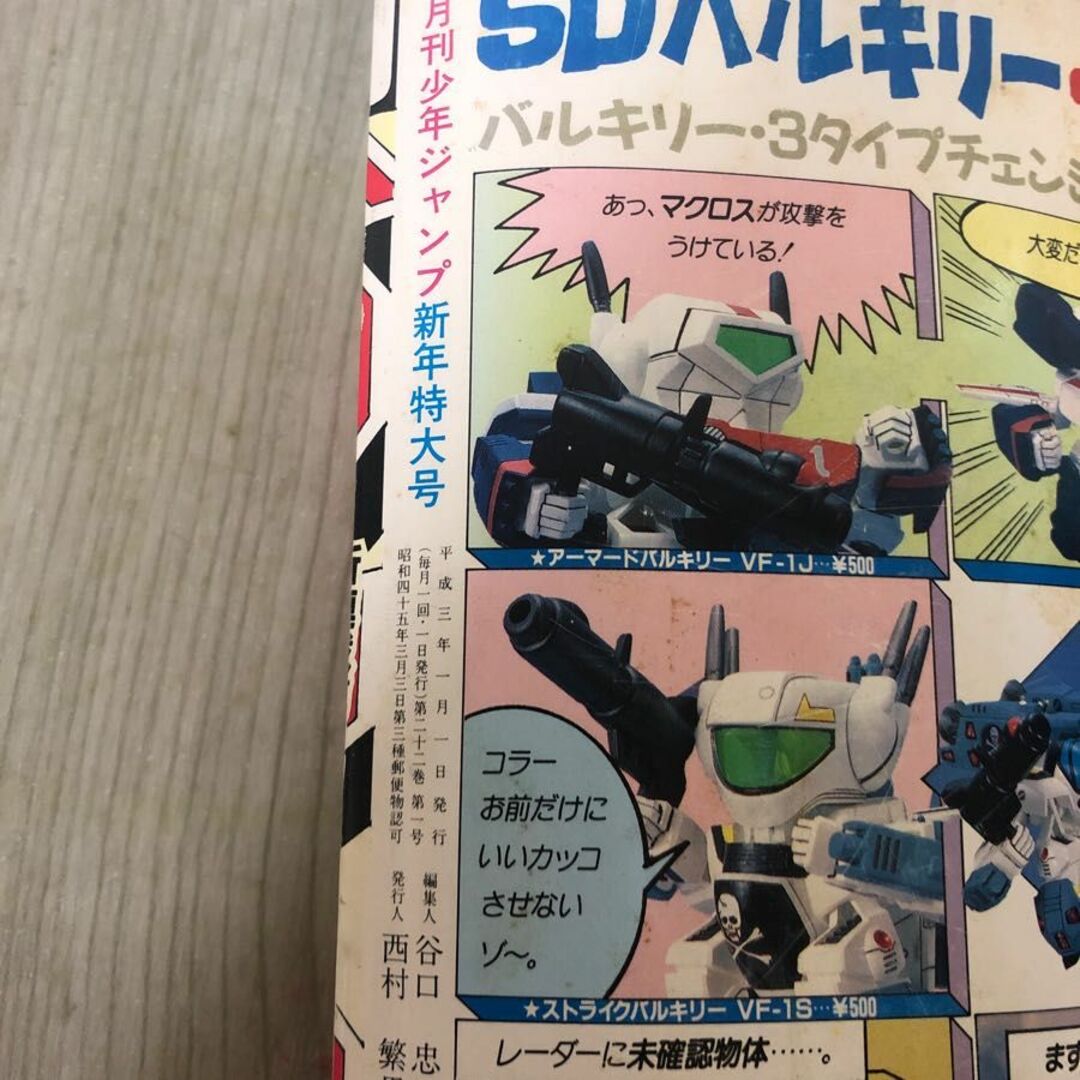 月刊少年ジャンプ新年特大号
平成三年一月一日発行
(毎月一回・一日発行)第二十二巻 第一号
昭和四十五年三月三日第三種郵便物認可
編集人 谷口 忠
発行人 西村 繁
SDバルキリー
バルキリー・3タイプチェンジ
あっ、マクロスが攻撃を
うけている!
大変だ
★アーマードバルキリー VF-1J…¥500
コラー
お前だけに
いいカッコ
させない
ゾ〜。
★ストライクバルキリー VF-1S…¥500
レーダーに未確認物体……。
まず